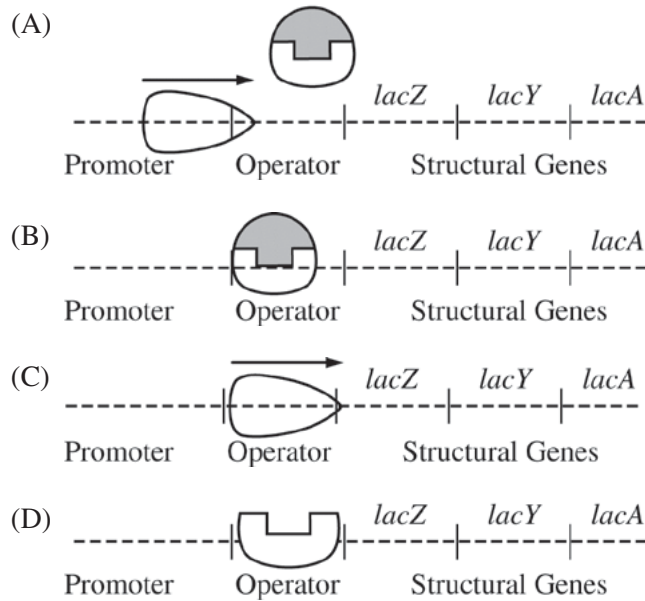 (A)
lacZ lacY lacA
Promoter Operator Structural Genes
(B)
lacZ lacY lacA
Promoter Operator Structural Genes
(C)
lacZ lacY lacA
Promoter Operator Structural Genes
(D)
lacZ lacY lacA
Promoter Operator Structural Genes